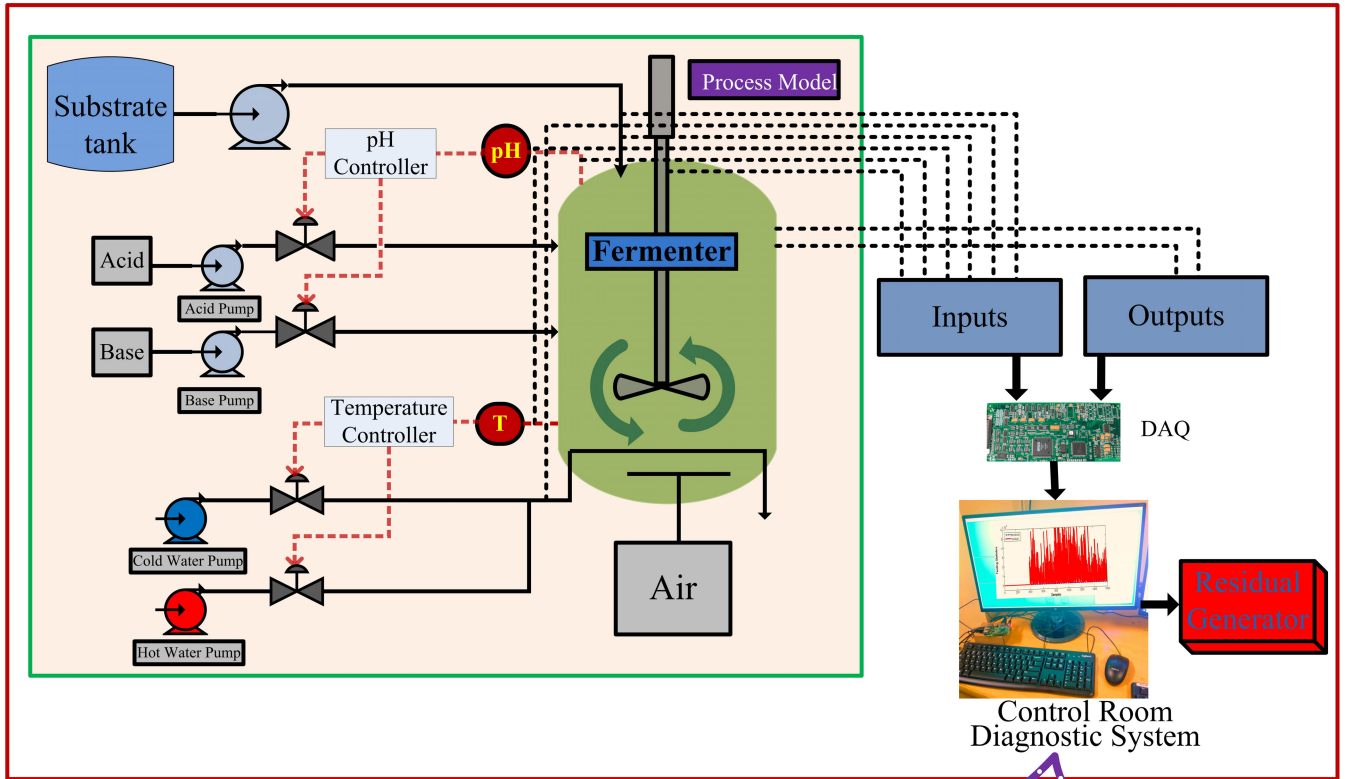 Process Model
Substrate
tank
pH
Controller
pH
Acid
Acid Pump
Fermenter
Base
Base Pump
Inputs
Outputs
Temperature
Controller
T
DAQ
Cold Water Pump
Air
Hot Water Pump
Residual
Generator
Control Room
Diagnostic System